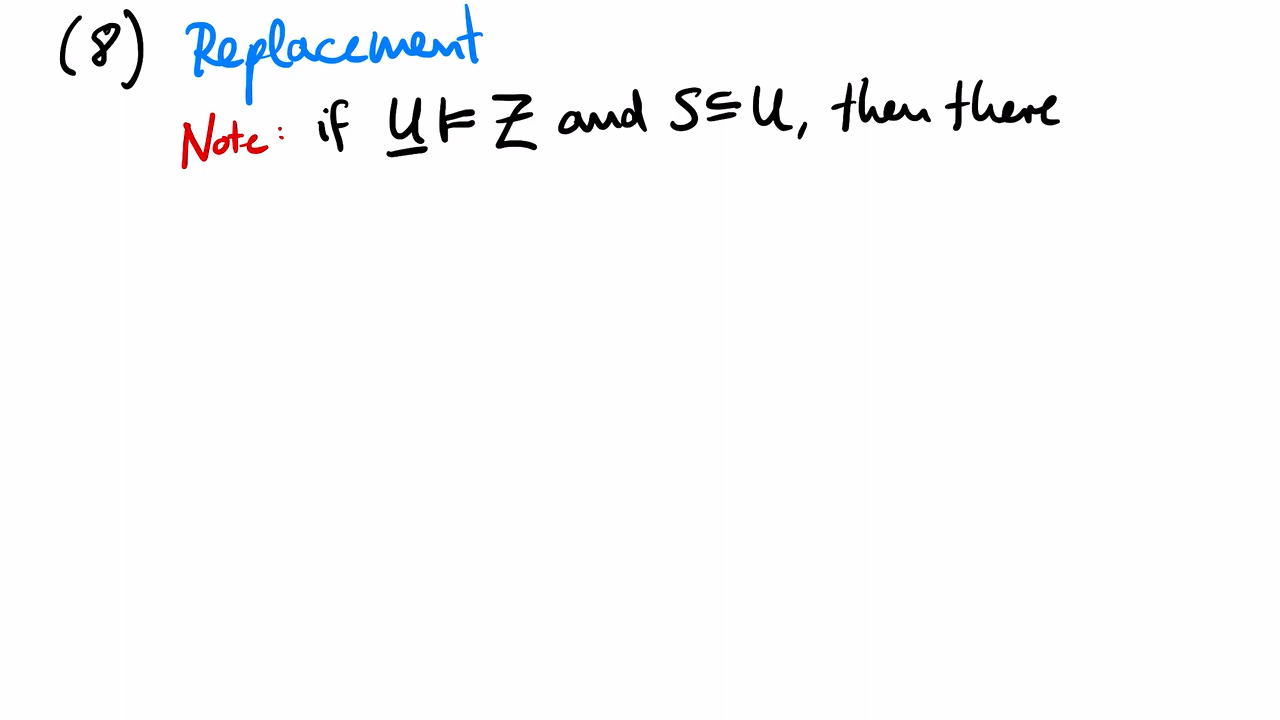 (8) Replacement
Note: if U ⊨ Z and S ⊆ U, then there